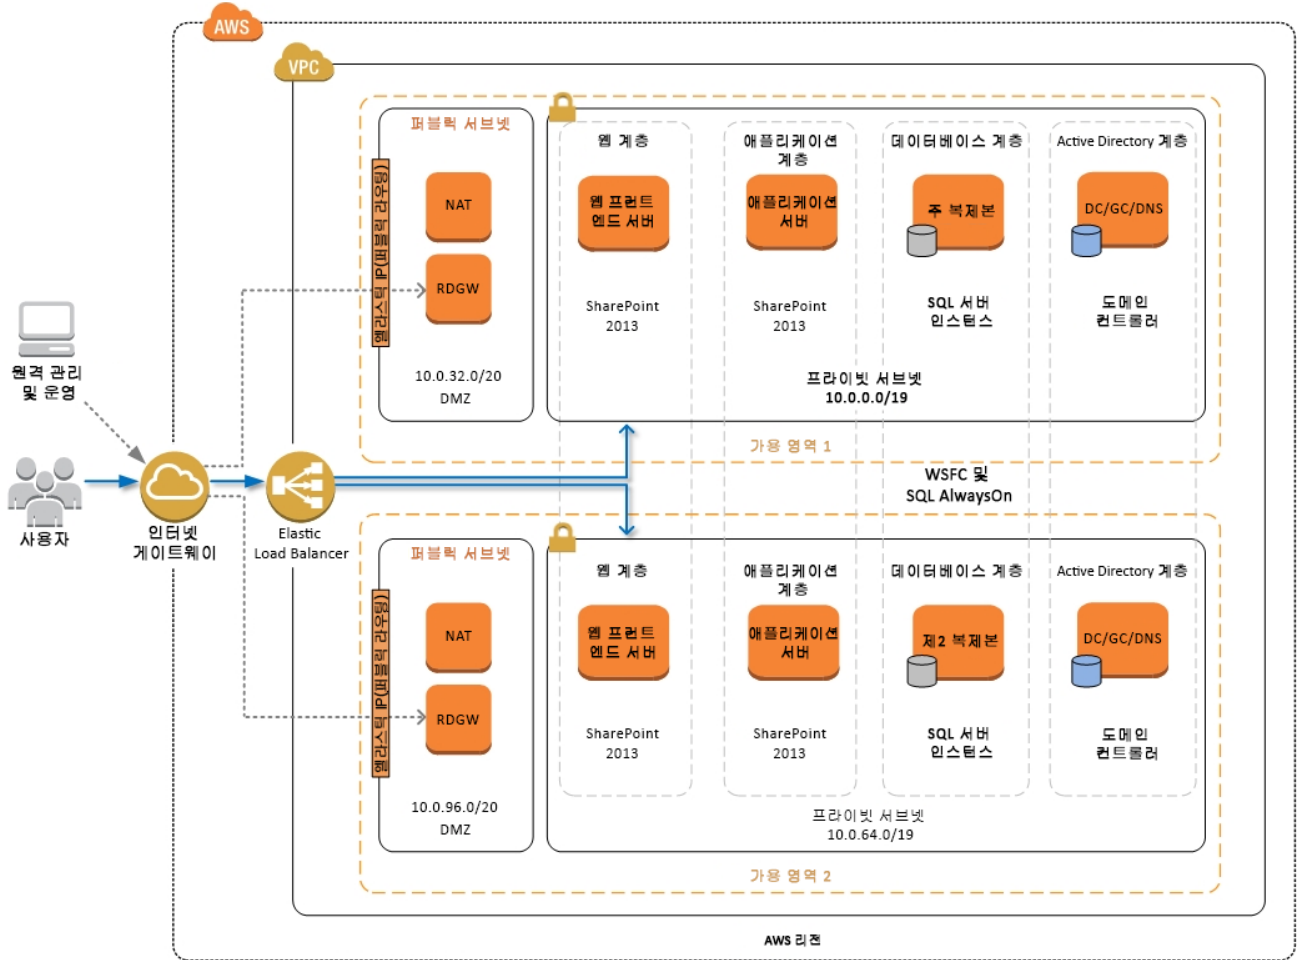 AWS
VPC
퍼블릭 서브넷
엘라스틱 IP(퍼블릭 라우팅)
NAT
RDGW
10.0.32.0/20
DMZ
웹 계층
웹 프런트
엔드 서버
SharePoint
2013
애플리케이션
계층
애플리케이션
서버
SharePoint
2013
데이터베이스 계층
주 복제본
SQL 서버
인스턴스
Active Directory 계층
DC/GC/DNS
도메인
컨트롤러
프라이빗 서브넷
10.0.0.0/19
가용 영역 1
원격 관리
및 운영
사용자
인터넷
게이트웨이
Elastic
Load Balancer
WSFC 및
SQL AlwaysOn
퍼블릭 서브넷
엘라스틱 IP(퍼블릭 라우팅)
NAT
RDGW
10.0.96.0/20
DMZ
웹 계층
웹 프런트
엔드 서버
SharePoint
2013
애플리케이션
계층
애플리케이션
서버
SharePoint
2013
데이터베이스 계층
제2 복제본
SQL 서버
인스턴스
Active Directory 계층
DC/GC/DNS
도메인
컨트롤러
프라이빗 서브넷
10.0.64.0/19
가용 영역 2
AWS 리전